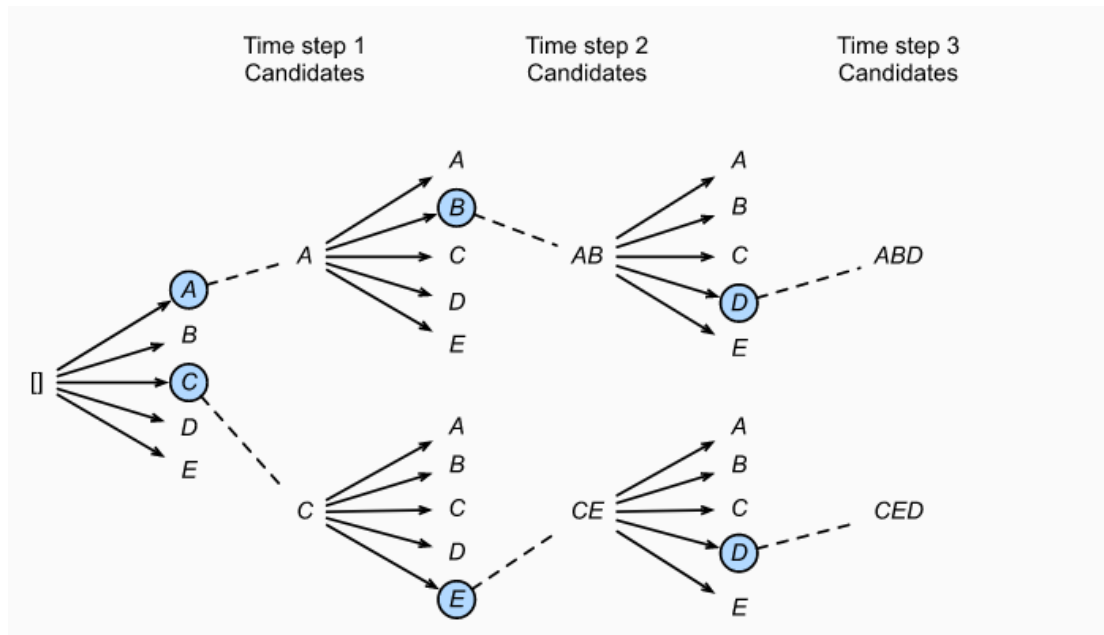 Time step 1
Candidates
Time step 2
Candidates
Time step 3
Candidates
[]
A
B
C
D
E
A
A
B
C
D
E
AB
A
B
C
D
E
ABD
C
A
B
C
D
E
CE
A
B
C
D
E
CED